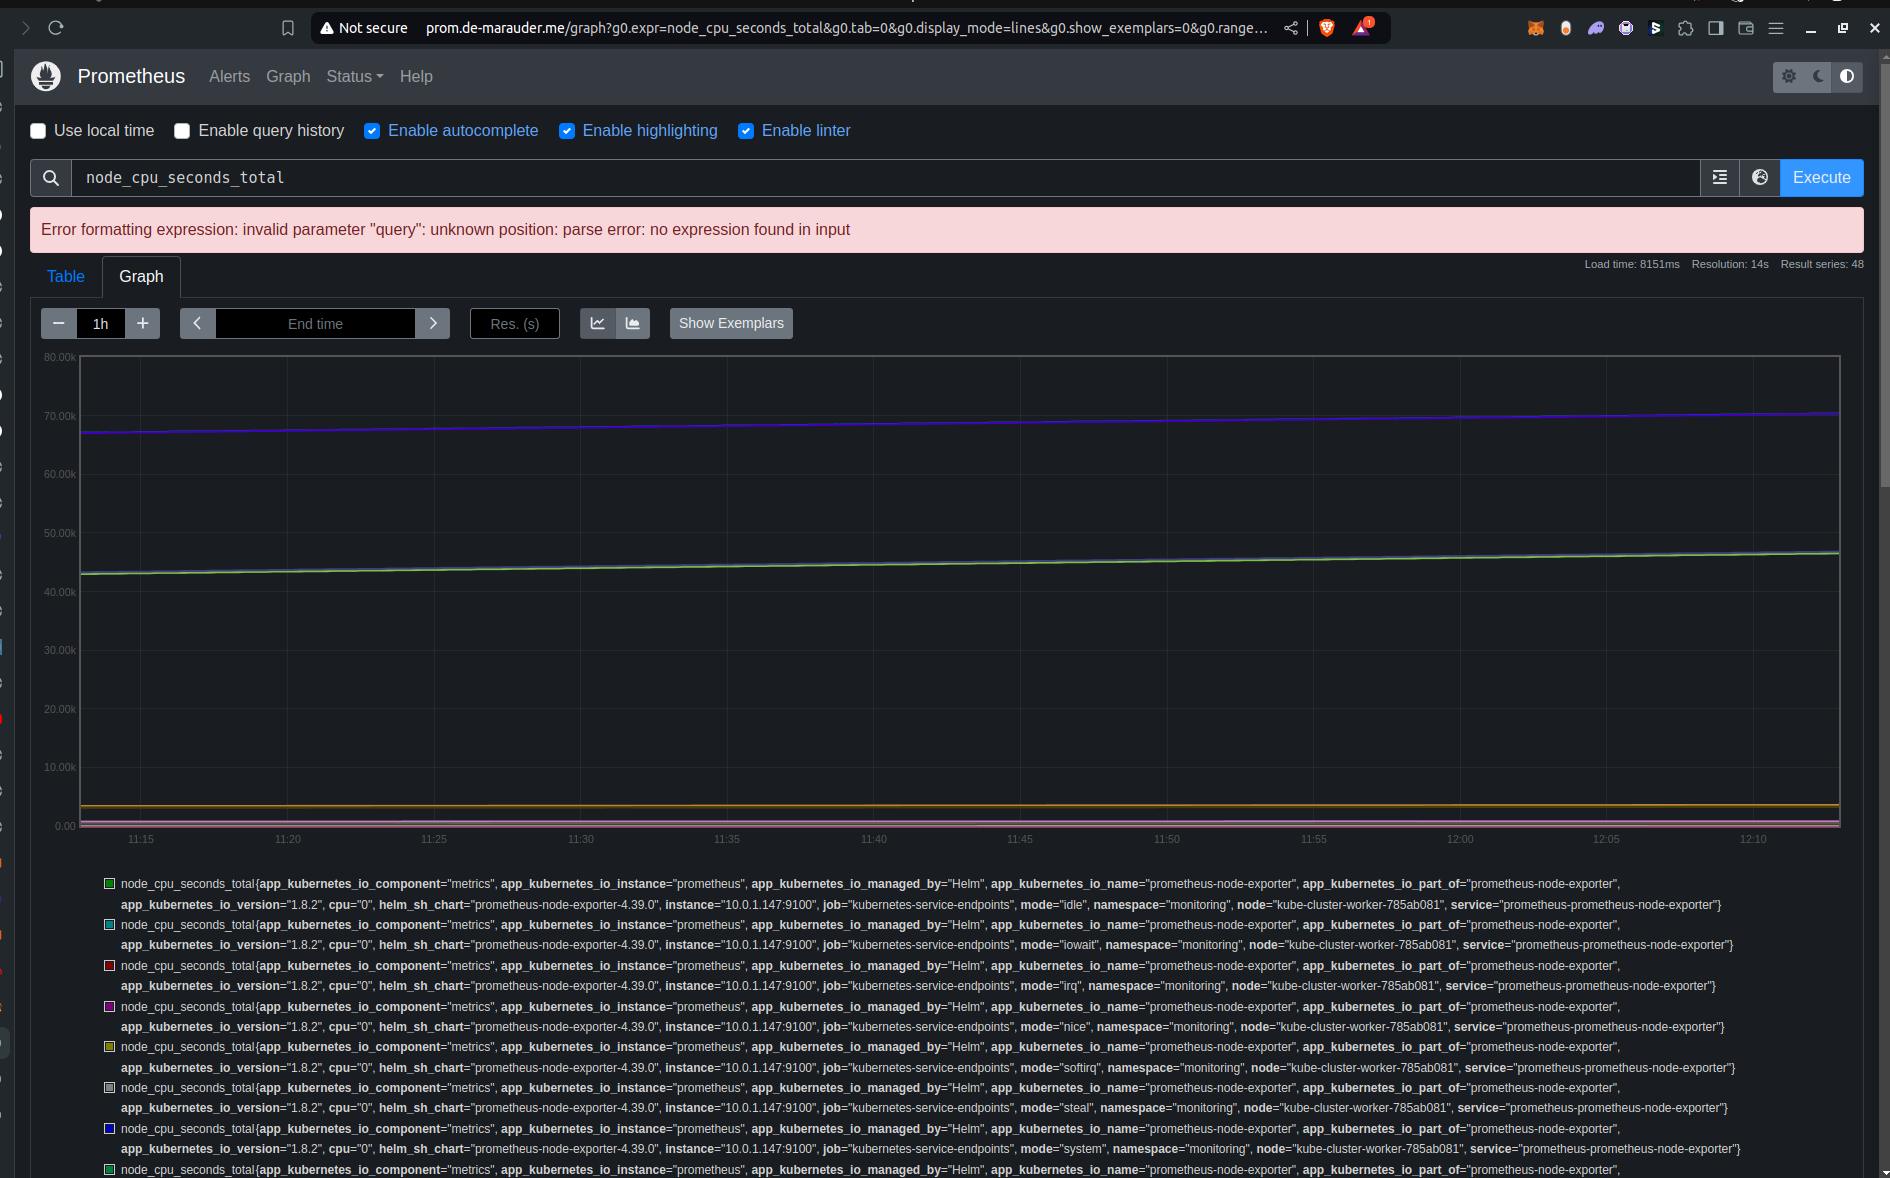 Not secure prom.de-marauder.me/graph?g0.expr=node_cpu_seconds_total&g0.tab=0&g0.display_mode=lines&g0.show_exemplars=0&g0.range... 1
Prometheus Alerts Graph Status Help
Use local time Enable query history Enable autocomplete Enable highlighting Enable linter
node_cpu_seconds_total Execute
Error formatting expression: invalid parameter "query": unknown position: parse error: no expression found in input
Table Graph Load time: 8151ms Resolution: 14s Result series: 48
1h End time Res. (s) Show Exemplars
80.00k
70.00k
60.00k
50.00k
40.00k
30.00k
20.00k
10.00k
0.00
11:15 11:20 11:25 11:30 11:35 11:40 11:45 11:50 11:55 12:00 12:05 12:10
node_cpu_seconds_total{app_kubernetes_io_component="metrics", app_kubernetes_io_instance="prometheus", app_kubernetes_io_managed_by="Helm", app_kubernetes_io_name="prometheus-node-exporter", app_kubernetes_io_part_of="prometheus-node-exporter",
app_kubernetes_io_version="1.8.2", cpu="0", helm_sh_chart="prometheus-node-exporter-4.39.0", instance="10.0.1.147:9100", job="kubernetes-service-endpoints", mode="idle", namespace="monitoring", node="kube-cluster-worker-785ab081", service="prometheus-prometheus-node-exporter"}
node_cpu_seconds_total{app_kubernetes_io_component="metrics", app_kubernetes_io_instance="prometheus", app_kubernetes_io_managed_by="Helm", app_kubernetes_io_name="prometheus-node-exporter", app_kubernetes_io_part_of="prometheus-node-exporter",
app_kubernetes_io_version="1.8.2", cpu="0", helm_sh_chart="prometheus-node-exporter-4.39.0", instance="10.0.1.147:9100", job="kubernetes-service-endpoints", mode="iowait", namespace="monitoring", node="kube-cluster-worker-785ab081", service="prometheus-prometheus-node-exporter"}
node_cpu_seconds_total{app_kubernetes_io_component="metrics", app_kubernetes_io_instance="prometheus", app_kubernetes_io_managed_by="Helm", app_kubernetes_io_name="prometheus-node-exporter", app_kubernetes_io_part_of="prometheus-node-exporter",
app_kubernetes_io_version="1.8.2", cpu="0", helm_sh_chart="prometheus-node-exporter-4.39.0", instance="10.0.1.147:9100", job="kubernetes-service-endpoints", mode="irq", namespace="monitoring", node="kube-cluster-worker-785ab081", service="prometheus-prometheus-node-exporter"}
node_cpu_seconds_total{app_kubernetes_io_component="metrics", app_kubernetes_io_instance="prometheus", app_kubernetes_io_managed_by="Helm", app_kubernetes_io_name="prometheus-node-exporter", app_kubernetes_io_part_of="prometheus-node-exporter",
app_kubernetes_io_version="1.8.2", cpu="0", helm_sh_chart="prometheus-node-exporter-4.39.0", instance="10.0.1.147:9100", job="kubernetes-service-endpoints", mode="nice", namespace="monitoring", node="kube-cluster-worker-785ab081", service="prometheus-prometheus-node-exporter"}
node_cpu_seconds_total{app_kubernetes_io_component="metrics", app_kubernetes_io_instance="prometheus", app_kubernetes_io_managed_by="Helm", app_kubernetes_io_name="prometheus-node-exporter", app_kubernetes_io_part_of="prometheus-node-exporter",
app_kubernetes_io_version="1.8.2", cpu="0", helm_sh_chart="prometheus-node-exporter-4.39.0", instance="10.0.1.147:9100", job="kubernetes-service-endpoints", mode="softirq", namespace="monitoring", node="kube-cluster-worker-785ab081", service="prometheus-prometheus-node-exporter"}
node_cpu_seconds_total{app_kubernetes_io_component="metrics", app_kubernetes_io_instance="prometheus", app_kubernetes_io_managed_by="Helm", app_kubernetes_io_name="prometheus-node-exporter", app_kubernetes_io_part_of="prometheus-node-exporter",
app_kubernetes_io_version="1.8.2", cpu="0", helm_sh_chart="prometheus-node-exporter-4.39.0", instance="10.0.1.147:9100", job="kubernetes-service-endpoints", mode="steal", namespace="monitoring", node="kube-cluster-worker-785ab081", service="prometheus-prometheus-node-exporter"}
node_cpu_seconds_total{app_kubernetes_io_component="metrics", app_kubernetes_io_instance="prometheus", app_kubernetes_io_managed_by="Helm", app_kubernetes_io_name="prometheus-node-exporter", app_kubernetes_io_part_of="prometheus-node-exporter",
app_kubernetes_io_version="1.8.2", cpu="0", helm_sh_chart="prometheus-node-exporter-4.39.0", instance="10.0.1.147:9100", job="kubernetes-service-endpoints", mode="system", namespace="monitoring", node="kube-cluster-worker-785ab081", service="prometheus-prometheus-node-exporter"}
node_cpu_seconds_total{app_kubernetes_io_component="metrics", app_kubernetes_io_instance="prometheus", app_kubernetes_io_managed_by="Helm", app_kubernetes_io_name="prometheus-node-exporter", app_kubernetes_io_part_of="prometheus-node-exporter",